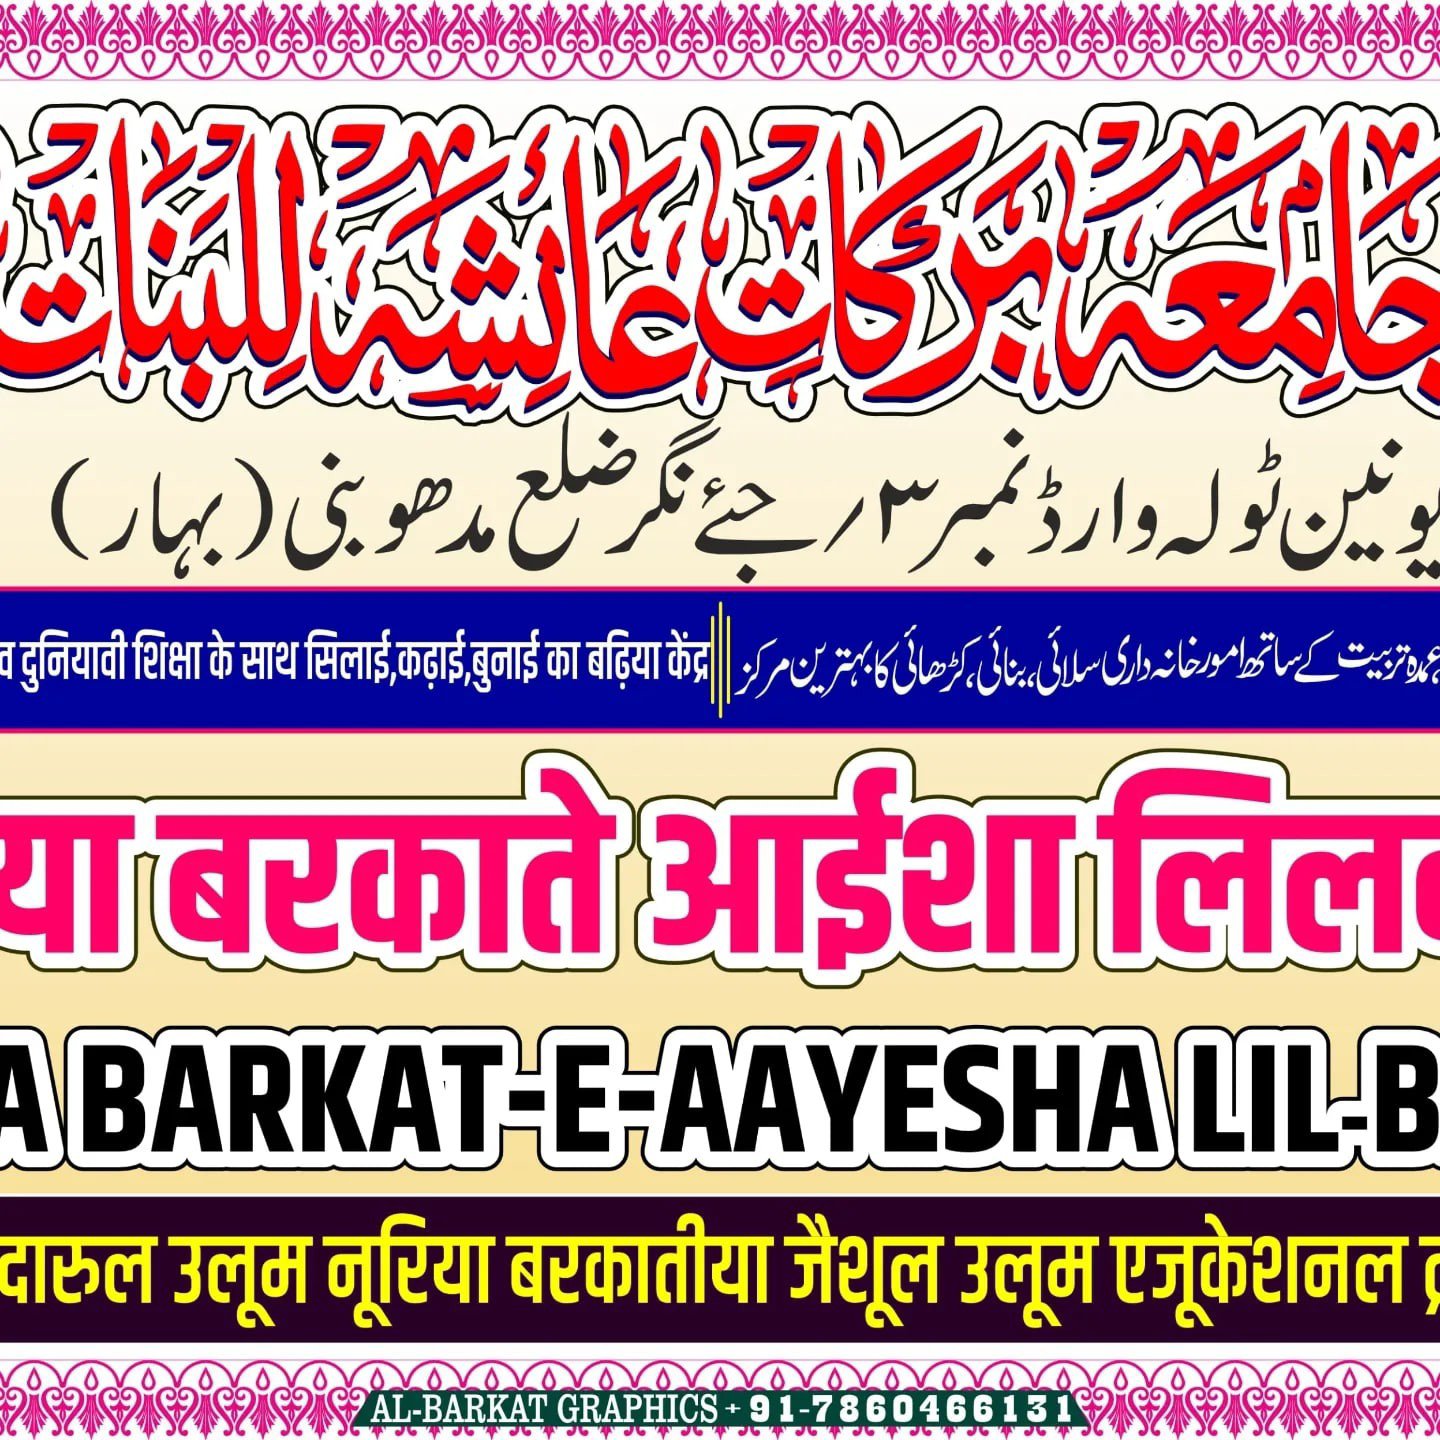 جامعہ برکاتِ عائشہ للبنات
یونین ٹولہ وارڈ نمبر ۳؍ جئے نگر ضلع مدھوبنی (بہار)
व दुनियावी शिक्षा के साथ सिलाई,कढ़ाई,बुनाई का बढ़िया केंद्र
عمدہ تربیت کے ساتھ امور خانہ داری سلائی، بنائی، کڑھائی کا بہترین مرکز
या बरकाते आईशा लिलब
A BARKAT-E-AAYESHA LIL-B
दारुल उलूम नूरिया बरकातीया जैशूल उलूम एजूकेशनल ट्र
AL-BARKAT GRAPHICS + 91-7860466131